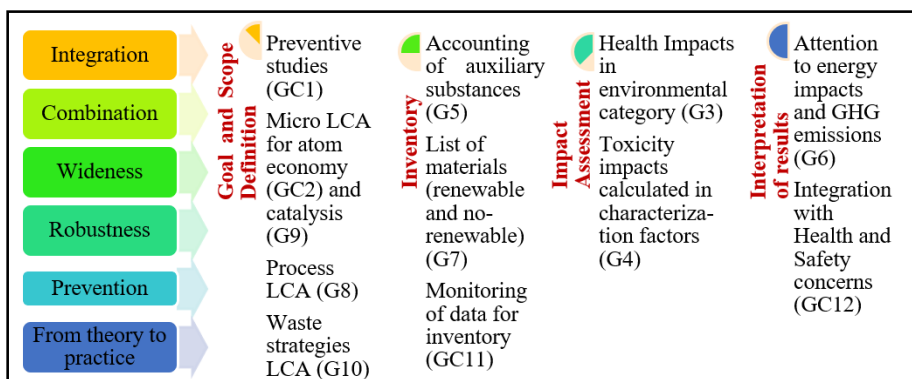 Integration
Combination
Wideness
Robustness
Prevention
From theory to
practice
Goal and Scope
Definition
Preventive
studies
(GC1)
Micro LCA
for atom
economy
(GC2) and
catalysis
(G9)
Process
LCA (G8)
Waste
strategies
LCA (G10)
Inventory
Accounting
of auxiliary
substances
(G5)
List of
materials
(renewable
and no-
renewable)
(G7)
Monitoring
of data for
inventory
(GC11)
Impact
Assessment
Health Impacts
in
environmental
category (G3)
Toxicity
impacts
calculated in
characteriza-
tion factors
(G4)
Interpretation
of results
Attention
to energy
impacts
and GHG
emissions
(G6)
Integration
with
Health and
Safety
concerns
(GC12)